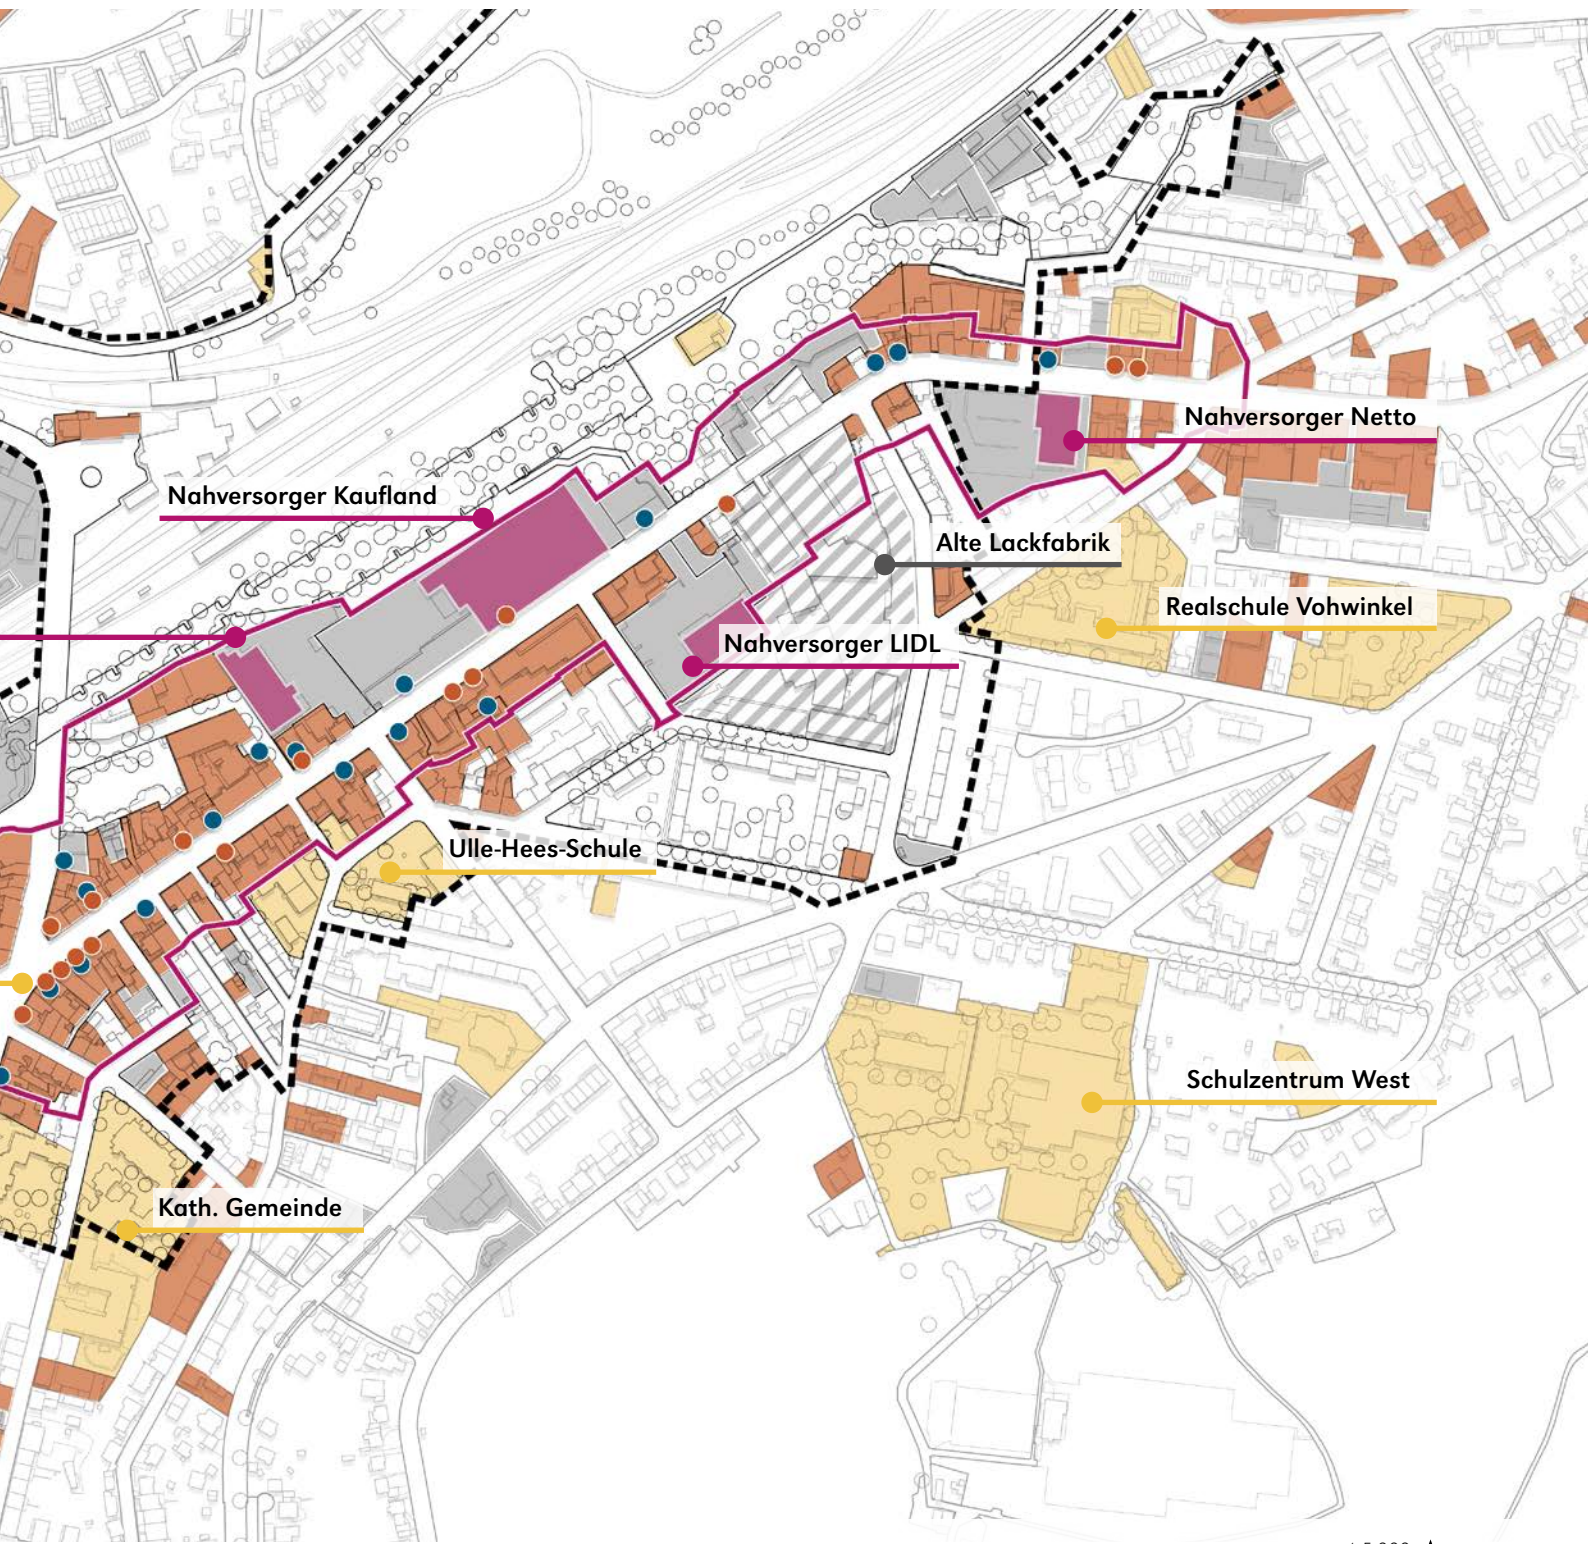 Nahversorger Netto
Nahversorger Kaufland
Alte Lackfabrik
Realschule Vohwinkel
Nahversorger LIDL
Ulle-Hees-Schule
Schulzentrum West
Kath. Gemeinde